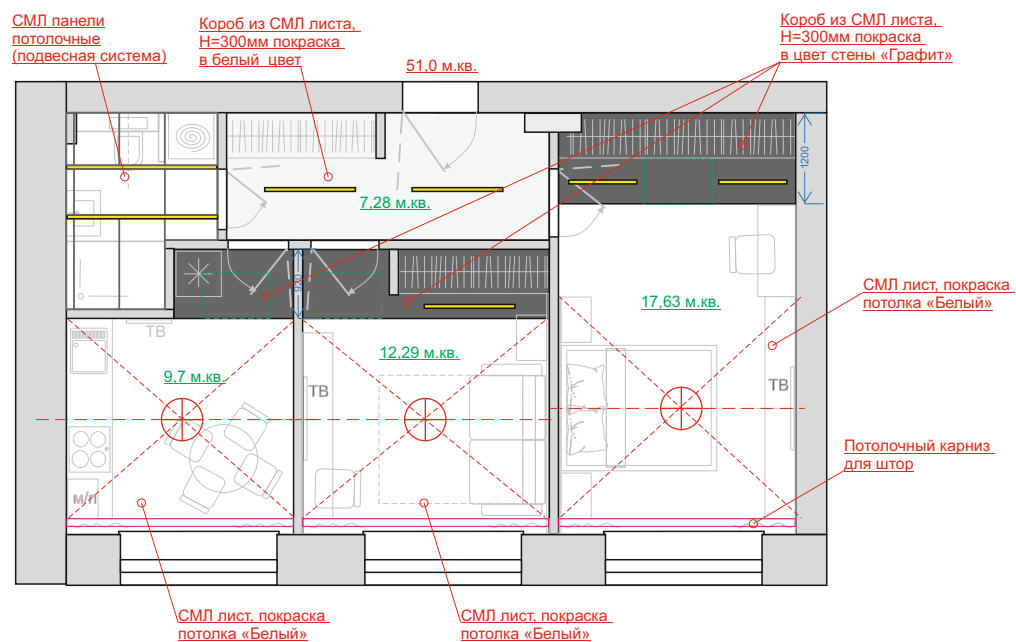 СМЛ панели
потолочные
(подвесная система)
Короб из СМЛ листа,
Н=300мм покраска
в белый цвет
51,0 м.кв.
Короб из СМЛ листа,
Н=300мм покраска
в цвет стены «Графит»
1200
7,28 м.кв.
920
17,63 м.кв.
СМЛ лист, покраска
потолка «Белый»
ТВ
12,29 м.кв.
9,7 м.кв.
ТВ
ТВ
Потолочный карниз
для штор
м/п
СМЛ лист, покраска
потолка «Белый»
СМЛ лист, покраска
потолка «Белый»